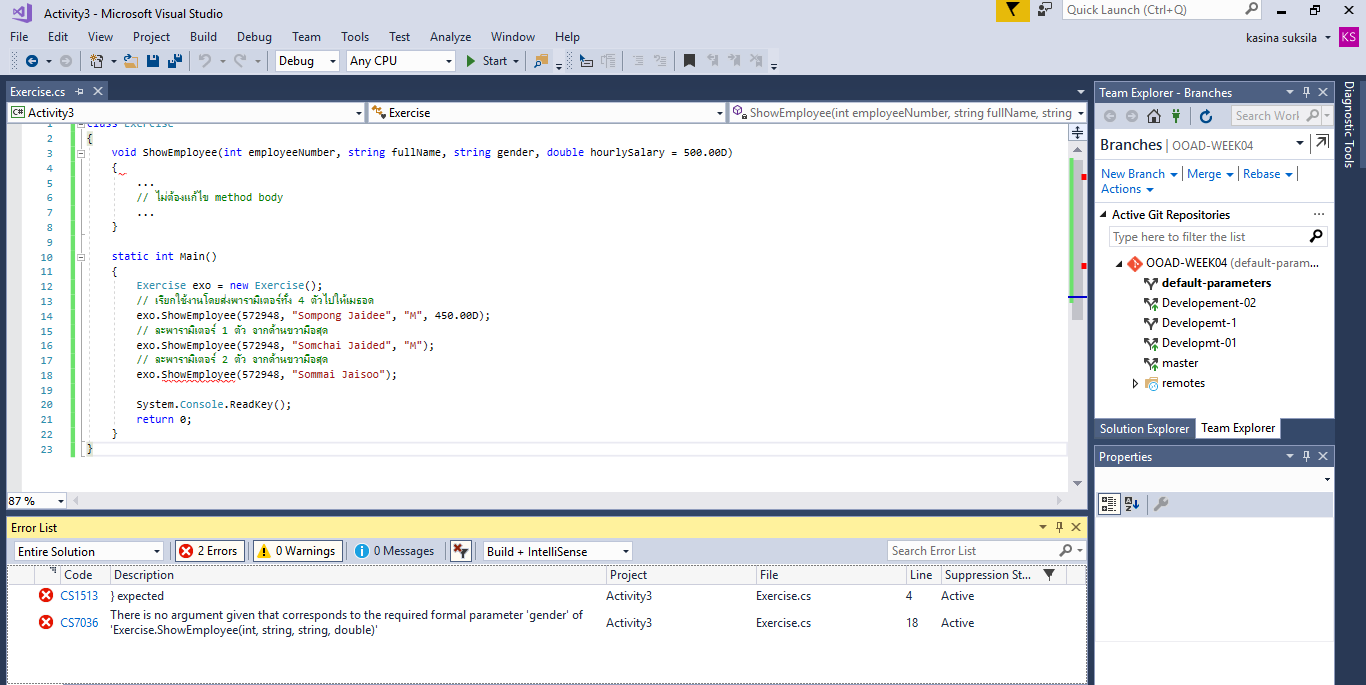 Activity3 - Microsoft Visual Studio
Quick Launch (Ctrl+Q)
File Edit View Project Build Debug Team Tools Test Analyze Window Help
kasina suksila
KS
Debug Any CPU Start
Exercise.cs
Activity3 Exercise ShowEmployee(int employeeNumber, string fullName, string gender, double hourlySalary
1 class Exercise
2 {
3 void ShowEmployee(int employeeNumber, string fullName, string gender, double hourlySalary = 500.00D)
4 {
5 ...
6 // ไม่ต้องแก้ไข method body
7 ...
8 }
9
10 static int Main()
11 {
12 Exercise exo = new Exercise();
13 // เรียกใช้งานโดยส่งพารามิเตอร์ทั้ง 4 ตัวไปให้เมธอด
14 exo.ShowEmployee(572948, "Sompong Jaidee", "M", 450.00D);
15 // ละพารามิเตอร์ 1 ตัว จากด้านขวามือสุด
16 exo.ShowEmployee(572948, "Somchai Jaided", "M");
17 // ละพารามิเตอร์ 2 ตัว จากด้านขวามือสุด
18 exo.ShowEmployee(572948, "Sommai Jaisoo");
19
20 System.Console.ReadKey();
21 return 0;
22 }
23 }
87 %
Team Explorer - Branches
Search Work
Branches | OOAD-WEEK04
New Branch Merge Rebase
Actions
Active Git Repositories ...
Type here to filter the list
OOAD-WEEK04 (default-param...
default-parameters
Developement-02
Developemt-1
Developmt-01
master
remotes
Solution Explorer Team Explorer
Properties
Diagnostic Tools
Error List
Entire Solution 2 Errors 0 Warnings 0 Messages Build + IntelliSense Search Error List
Code Description Project File Line Suppression St...
CS1513 } expected Activity3 Exercise.cs 4 Active
CS7036 There is no argument given that corresponds to the required formal parameter 'gender' of
'Exercise.ShowEmployee(int, string, string, double)' Activity3 Exercise.cs 18 Active